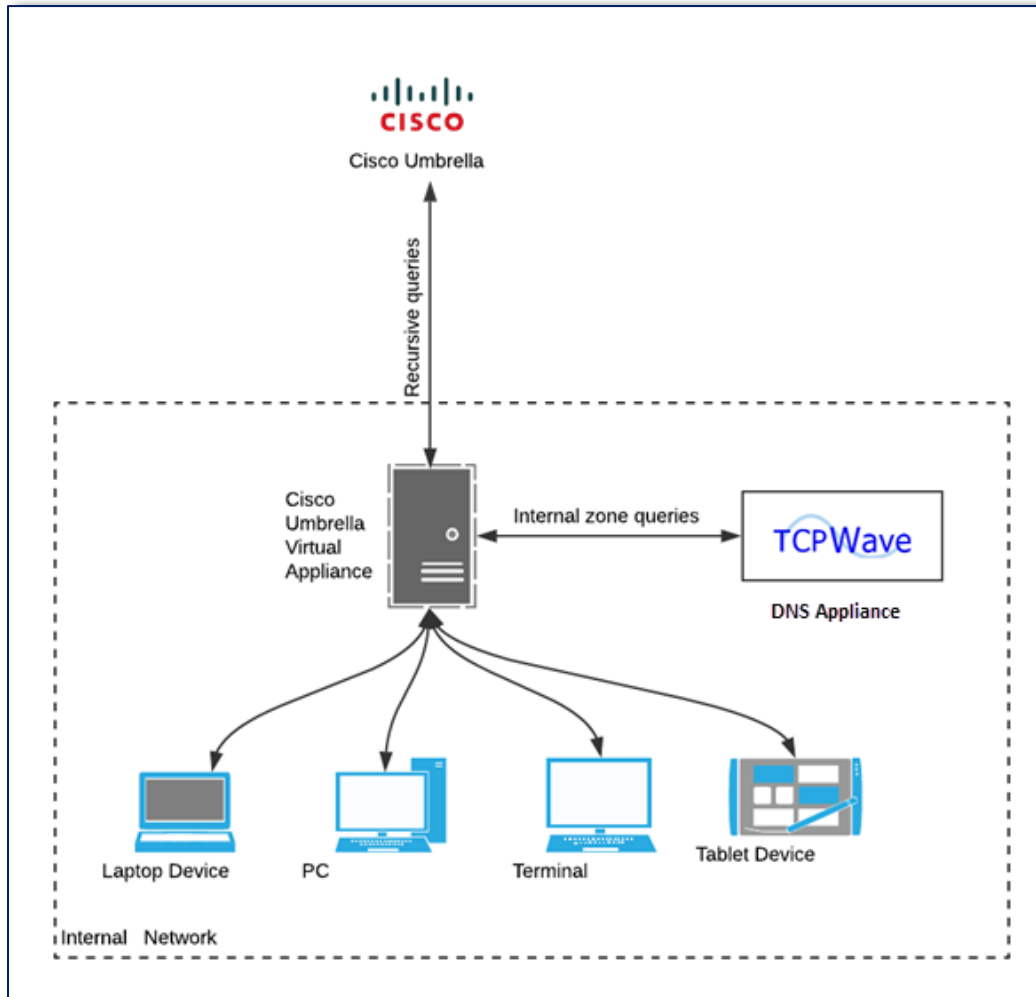 CISCO
Cisco Umbrella
Recursive queries
Cisco
Umbrella
Virtual
Appliance
Internal zone queries
TCPWave
DNS Appliance
Laptop Device
PC
Terminal
Tablet Device
Internal Network